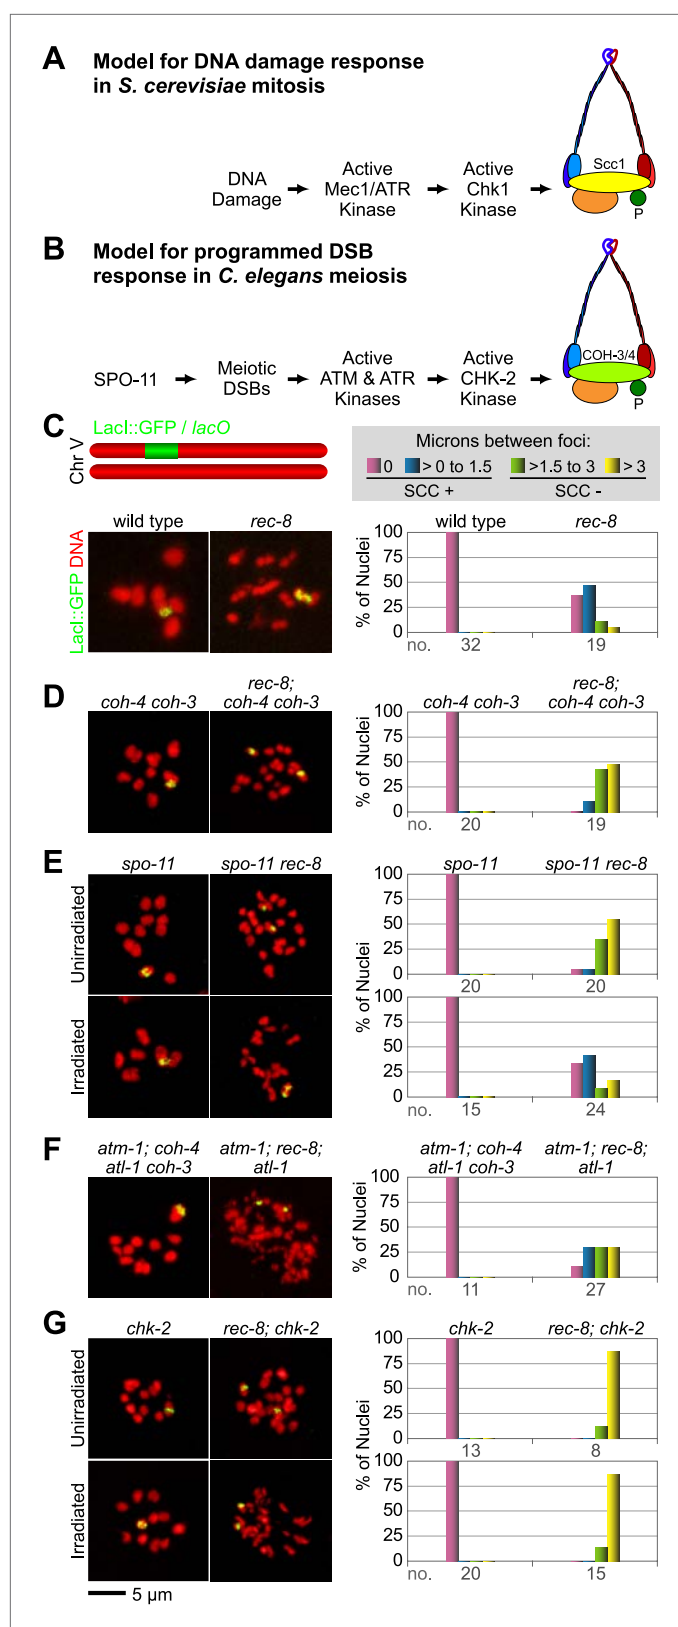 A Model for DNA damage response
in S. cerevisiae mitosis
Scc1
DNA
Damage
Active
Mec1/ATR
Kinase
Active
Chk1
Kinase
P
B Model for programmed DSB
response in C. elegans meiosis
COH-3/4
SPO-11
Meiotic
DSBs
Active
ATM & ATR
Kinases
Active
CHK-2
Kinase
P
C
LacI::GFP / lacO
Chr V
Microns between foci:
0 > 0 to 1.5 >1.5 to 3 > 3
SCC + SCC -
wild type rec-8
LacI::GFP DNA
wild type rec-8
% of Nuclei
100
75
50
25
0
no. 32 19
D
coh-4 coh-3
rec-8;
coh-4 coh-3
coh-4 coh-3
rec-8;
coh-4 coh-3
% of Nuclei
100
75
50
25
0
no. 20 19
E
spo-11 spo-11 rec-8
Unirradiated
Irradiated
spo-11 spo-11 rec-8
% of Nuclei
100
75
50
25
0
20 20
100
75
50
25
0
no. 15 24
F
atm-1; coh-4
atl-1 coh-3
atm-1; rec-8;
atl-1
atm-1; coh-4
atl-1 coh-3
atm-1; rec-8;
atl-1
% of Nuclei
100
75
50
25
0
no. 11 27
G
chk-2 rec-8; chk-2
Unirradiated
Irradiated
5 µm
chk-2 rec-8; chk-2
% of Nuclei
100
75
50
25
0
13 8
100
75
50
25
0
no. 20 15